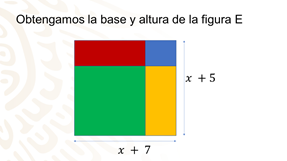 Obtengamos la base y altura de la figura E
x + 5
x + 7